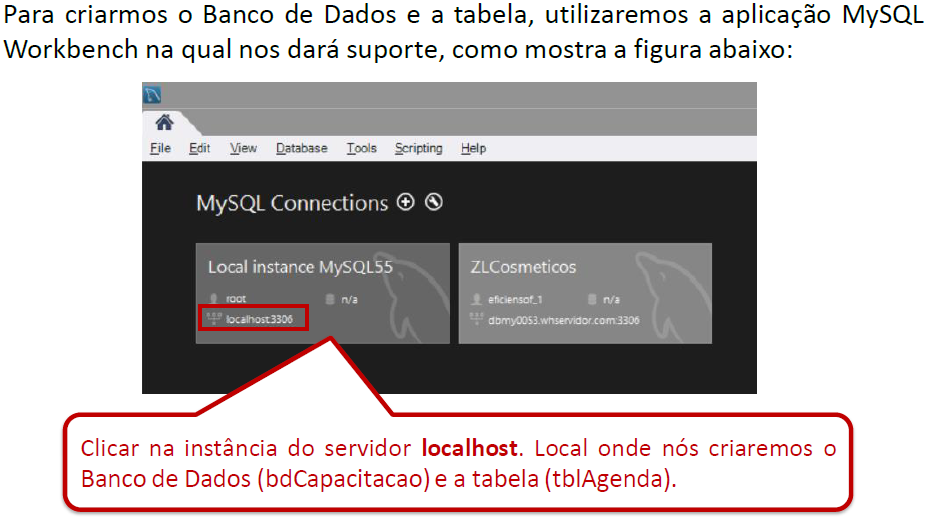 Para criarmos o Banco de Dados e a tabela, utilizaremos a aplicação MySQL
Workbench na qual nos dará suporte, como mostra a figura abaixo:
File Edit View Database Tools Scripting Help
MySQL Connections
Local instance MySQL55
root n/a
localhost:3306
ZLCosmeticos
eficiensof_1 n/a
dbmy0053.whservidor.com:3306
Clicar na instância do servidor localhost. Local onde nós criaremos o
Banco de Dados (bdCapacitacao) e a tabela (tblAgenda).